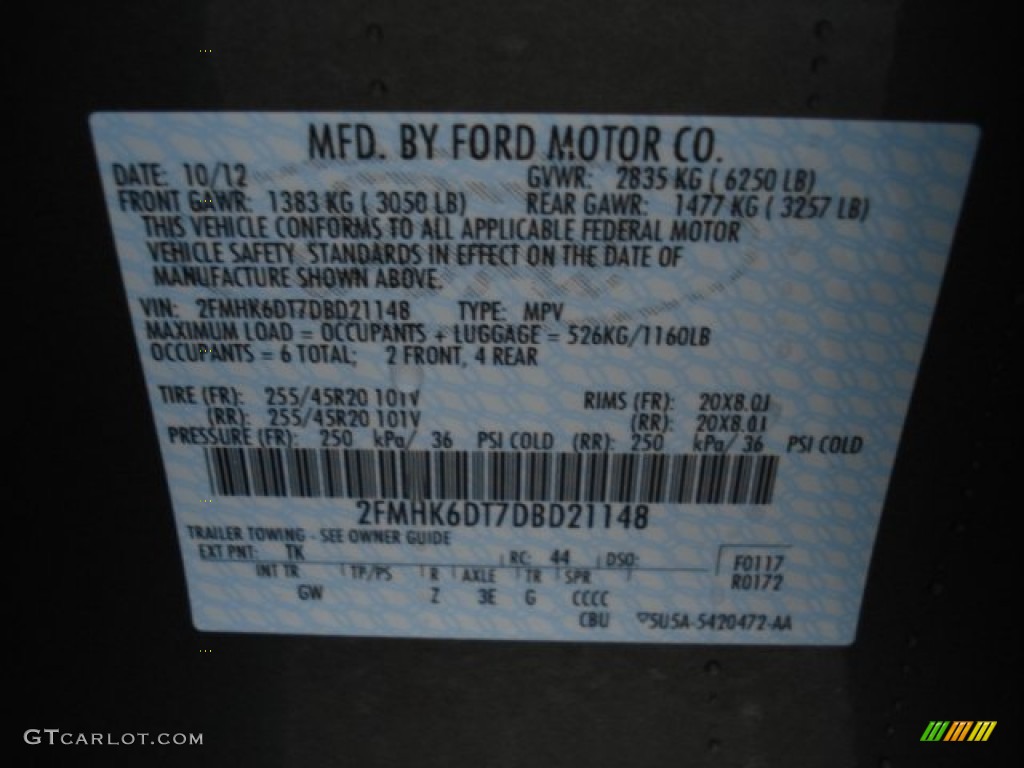 MFD. BY FORD MOTOR CO.
DATE: 10/12 GVWR: 2835 KG ( 6250 LB)
FRONT GAWR: 1383 KG ( 3050 LB) REAR GAWR: 1477 KG ( 3257 LB)
THIS VEHICLE CONFORMS TO ALL APPLICABLE FEDERAL MOTOR
VEHICLE SAFETY STANDARDS IN EFFECT ON THE DATE OF
MANUFACTURE SHOWN ABOVE.
VIN: 2FMHK6DT7DBD21148 TYPE: MPV
MAXIMUM LOAD = OCCUPANTS + LUGGAGE = 526KG/1160LB
OCCUPANTS = 6 TOTAL; 2 FRONT, 4 REAR
TIRE (FR): 255/45R20 101V RIMS (FR): 20X8.0J
(RR): 255/45R20 101V (RR): 20X8.0J
PRESSURE (FR): 250 kPa/ 36 PSI COLD (RR): 250 kPa/ 36 PSI COLD
2FMHK6DT7DBD21148
TRAILER TOWING - SEE OWNER GUIDE
EXT PNT: TK RC: 44 DSO:
INT TR TP/PS R AXLE TR SPR
GW Z 3E G CCCC
F0117
R0172
CBU ▽5U5A-5420472-AA
GTCARLOT.COM